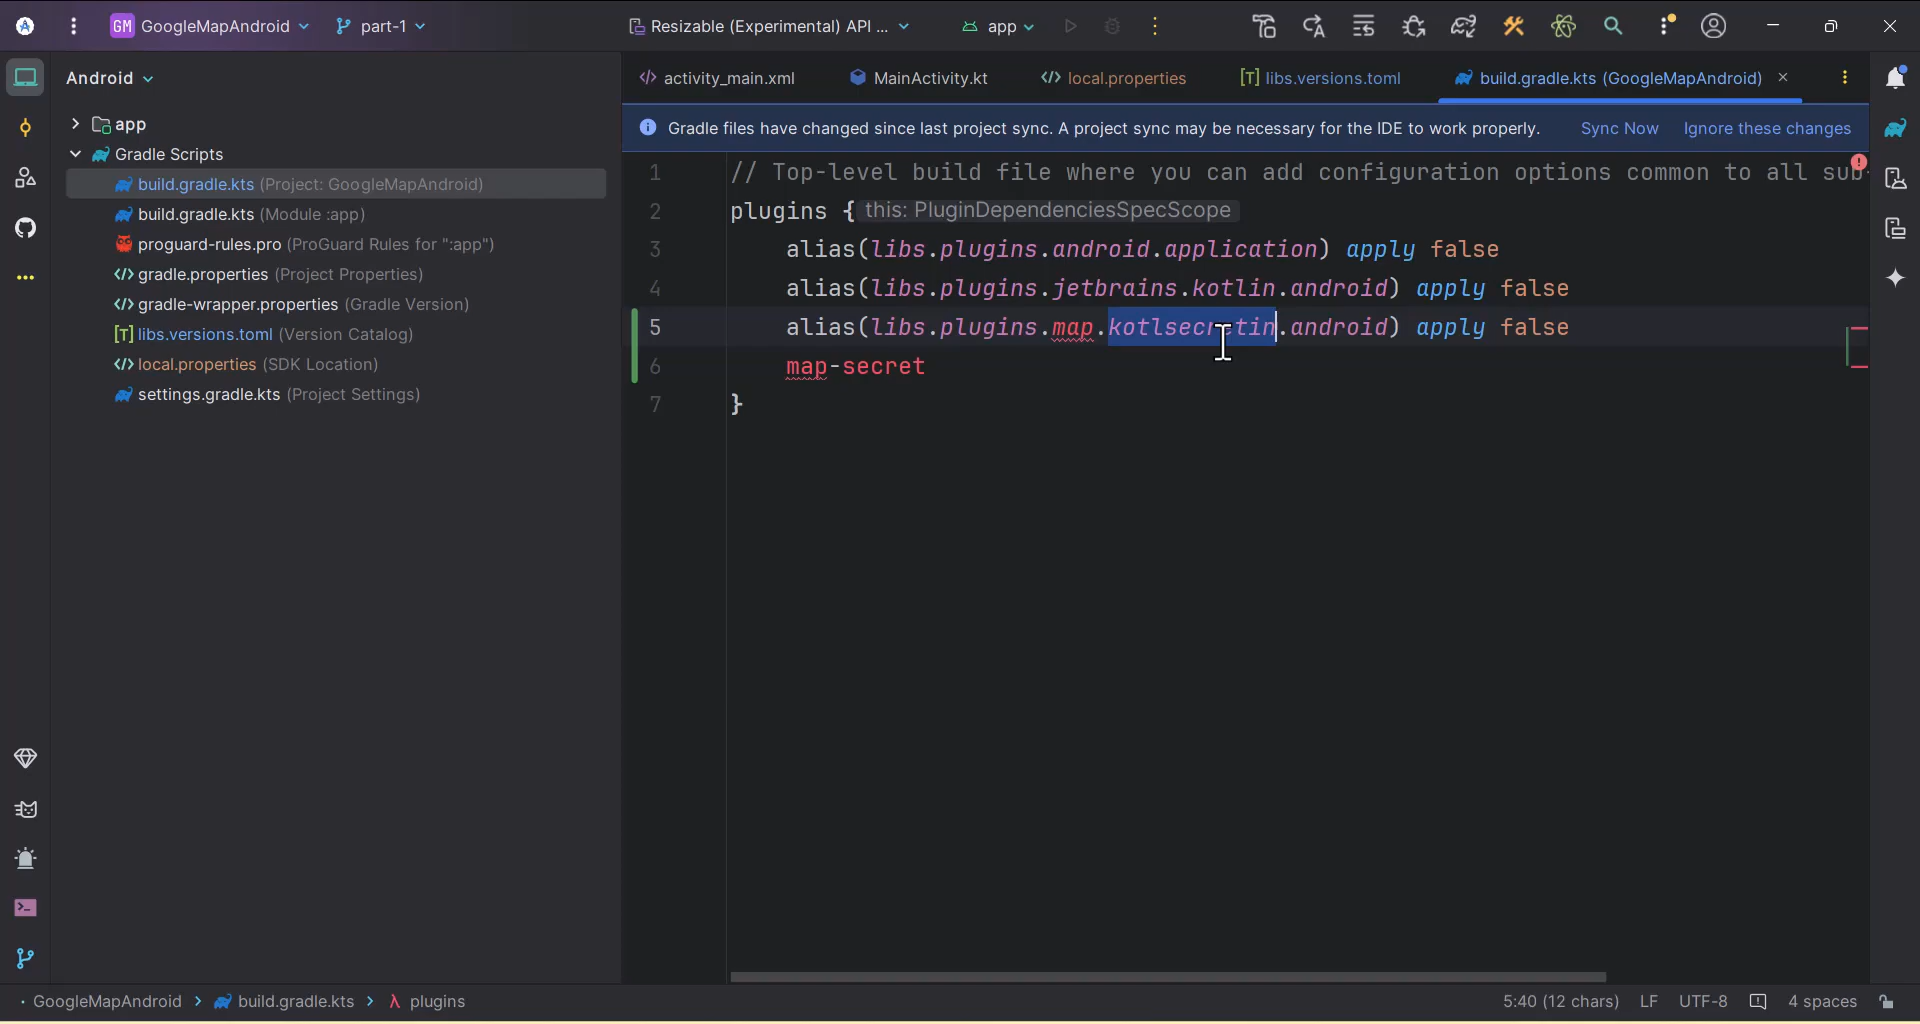 GM GoogleMapAndroid part-1 Resizable (Experimental) API ... app
Android
activity_main.xml MainActivity.kt local.properties libs.versions.toml build.gradle.kts (GoogleMapAndroid)
Gradle files have changed since last project sync. A project sync may be necessary for the IDE to work properly. Sync Now Ignore these changes
app
Gradle Scripts
build.gradle.kts (Project: GoogleMapAndroid)
build.gradle.kts (Module :app)
proguard-rules.pro (ProGuard Rules for ":app")
gradle.properties (Project Properties)
gradle-wrapper.properties (Gradle Version)
libs.versions.toml (Version Catalog)
local.properties (SDK Location)
settings.gradle.kts (Project Settings)
1 // Top-level build file where you can add configuration options common to all sub-
2 plugins { this: PluginDependenciesSpecScope
3 alias(libs.plugins.android.application) apply false
4 alias(libs.plugins.jetbrains.kotlin.android) apply false
5 alias(libs.plugins.map.kotlsecretin.android) apply false
6 map-secret
7 }
GoogleMapAndroid > build.gradle.kts > λ plugins 5:40 (12 chars) LF UTF-8 4 spaces